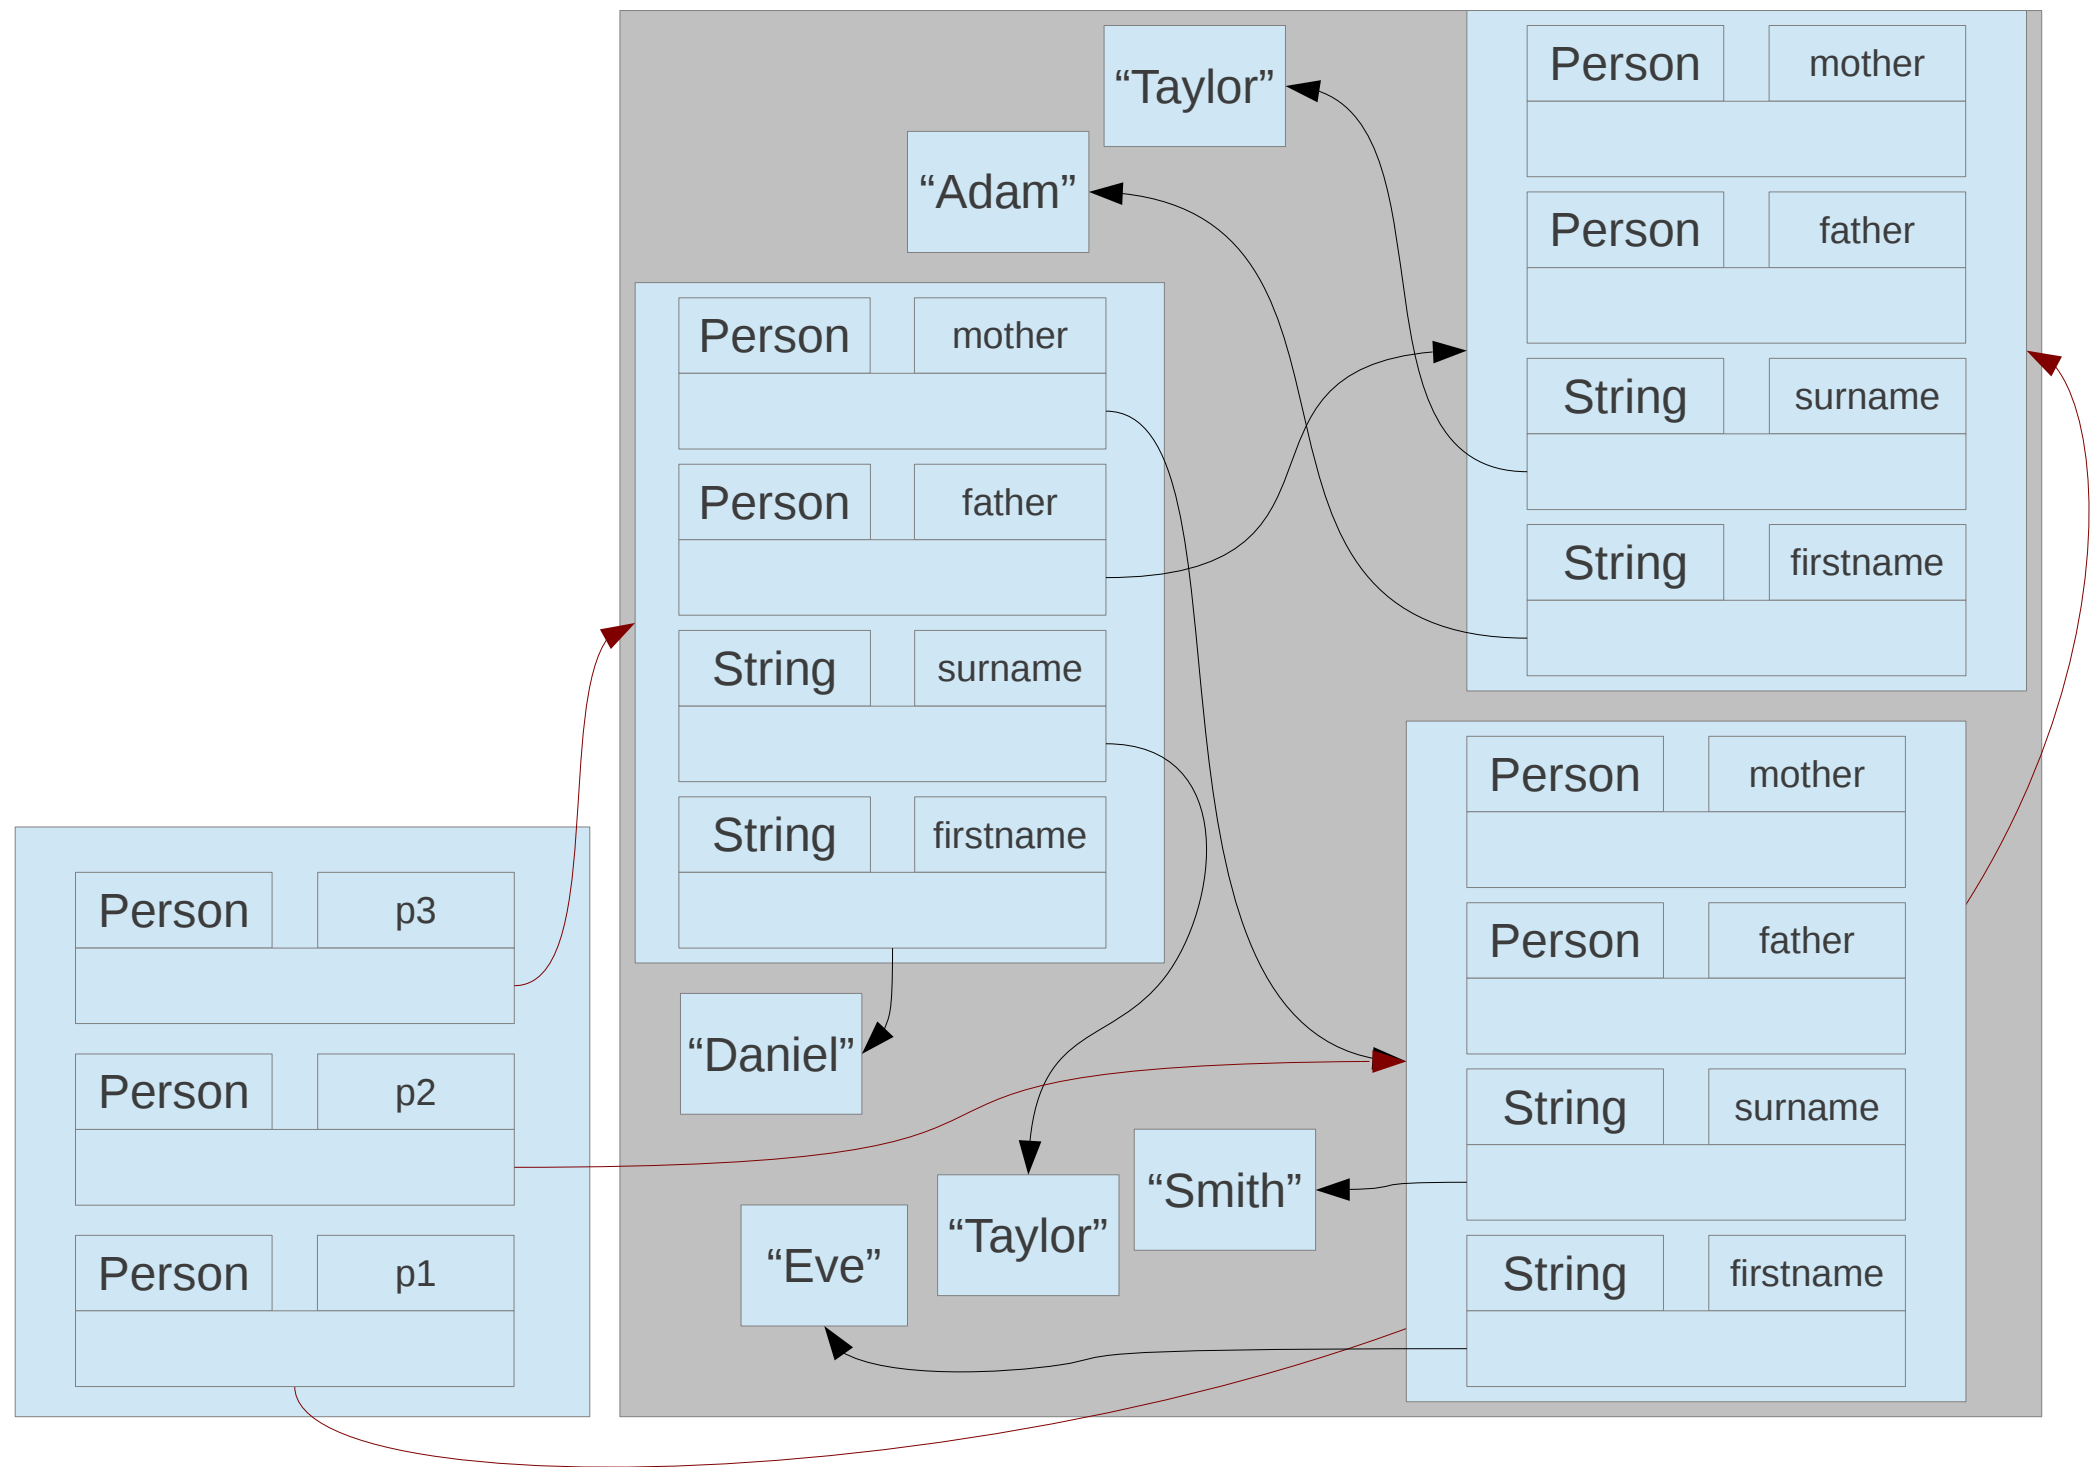 “Taylor”
“Adam”
Person mother
Person father
String surname
String firstname
Person mother
Person father
String surname
String firstname
Person p3
Person p2
Person p1
“Daniel”
“Taylor”
“Smith”
“Eve”
Person mother
Person father
String surname
String firstname